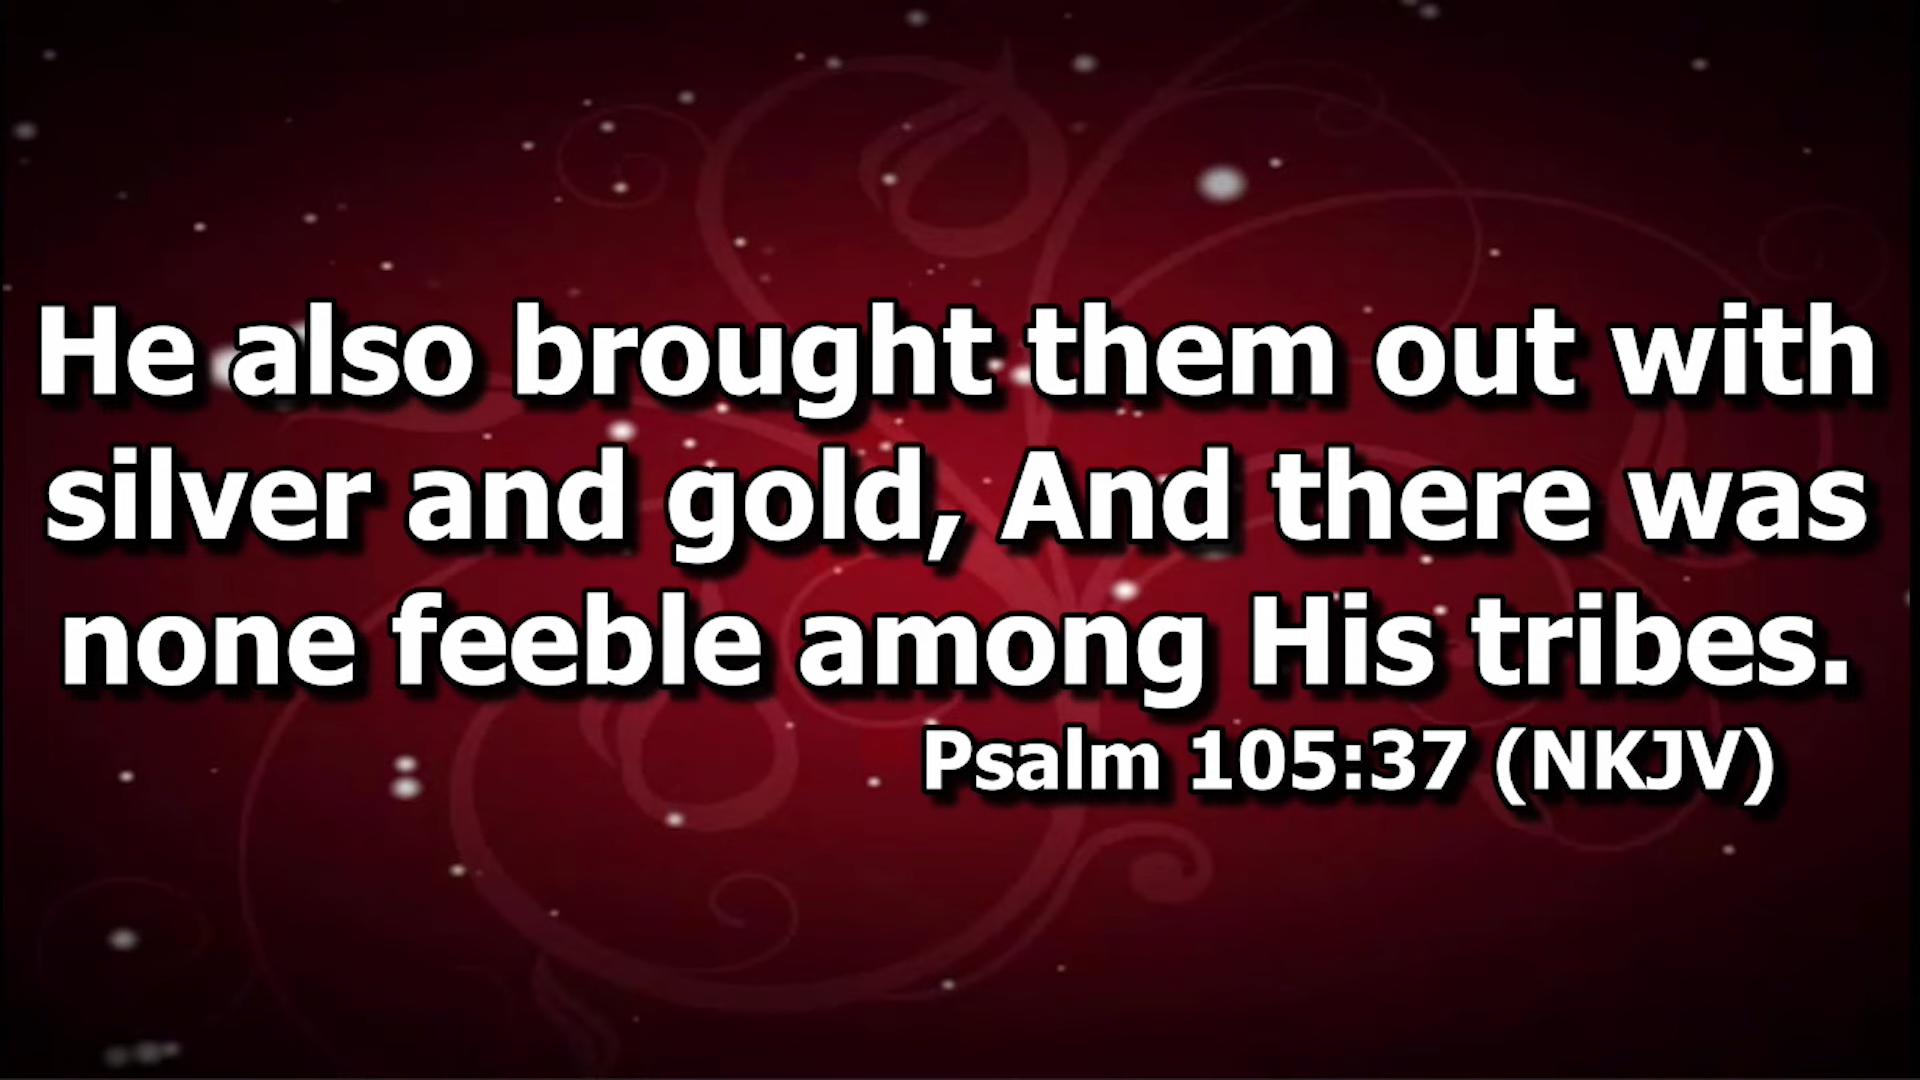 He also brought them out with
silver and gold, And there was
none feeble among His tribes.
Psalm 105:37 (NKJV)